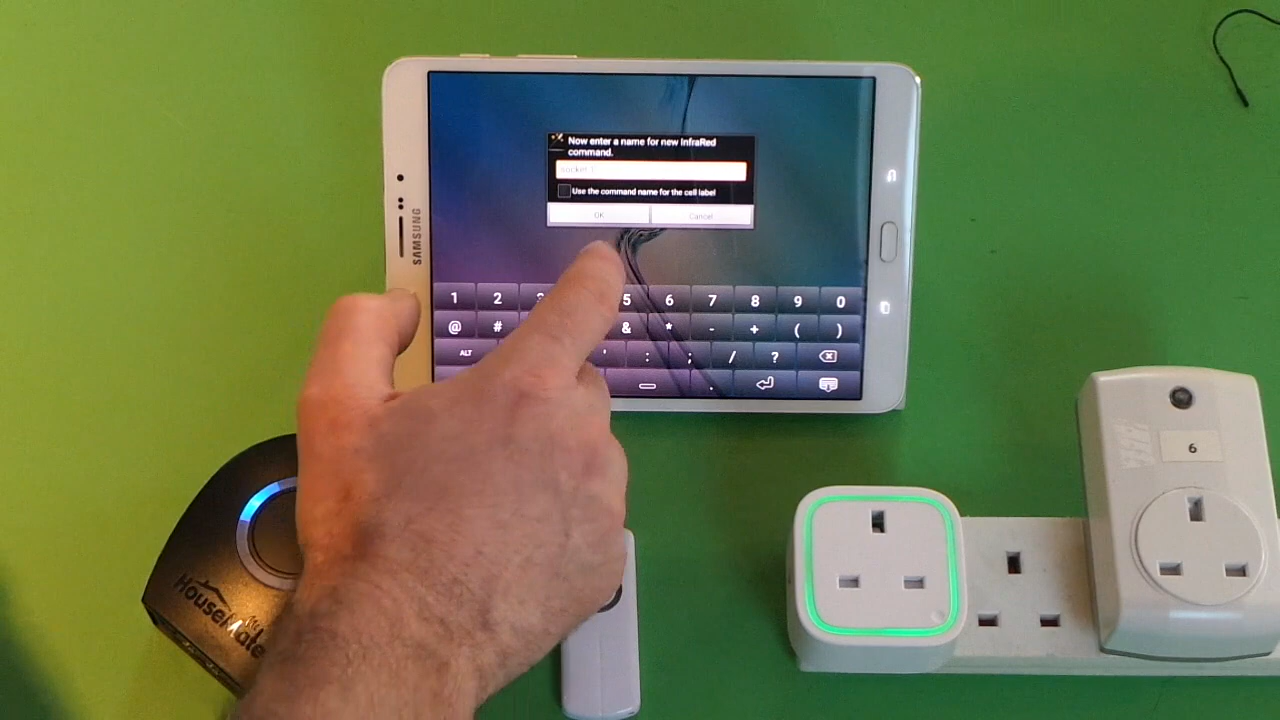 SAMSUNG
Now enter a name for new InfraRed
command.
Use the command name for the cell label
OK Cancel
1 2 3 5 6 7 8 9 0
@ # & * - + ( )
ALT ' : ; / ?
.
HouseMate
6